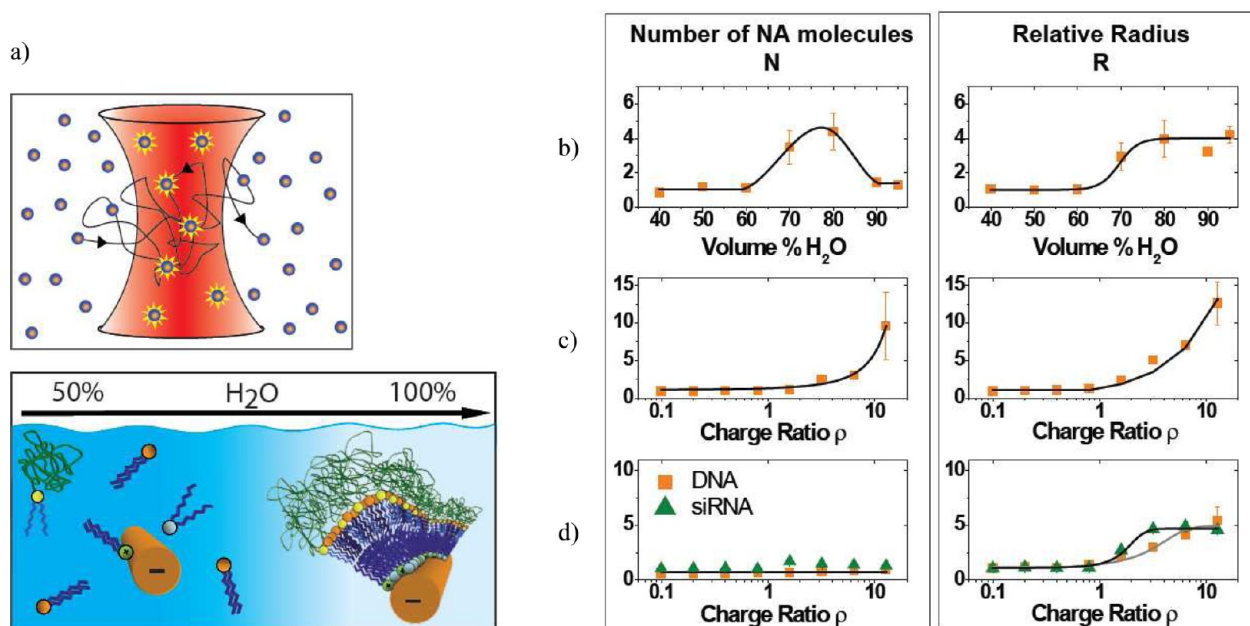 a)
50% H₂O 100%
−
−
Number of NA molecules
N
Relative Radius
R
b)
6
4
2
0
40 50 60 70 80 90
Volume % H₂O
6
4
2
0
40 50 60 70 80 90
Volume % H₂O
c)
15
10
5
0
0.1 1 10
Charge Ratio ρ
15
10
5
0
0.1 1 10
Charge Ratio ρ
d)
10
5
0
DNA
siRNA
0.1 1 10
Charge Ratio ρ
10
5
0
0.1 1 10
Charge Ratio ρ